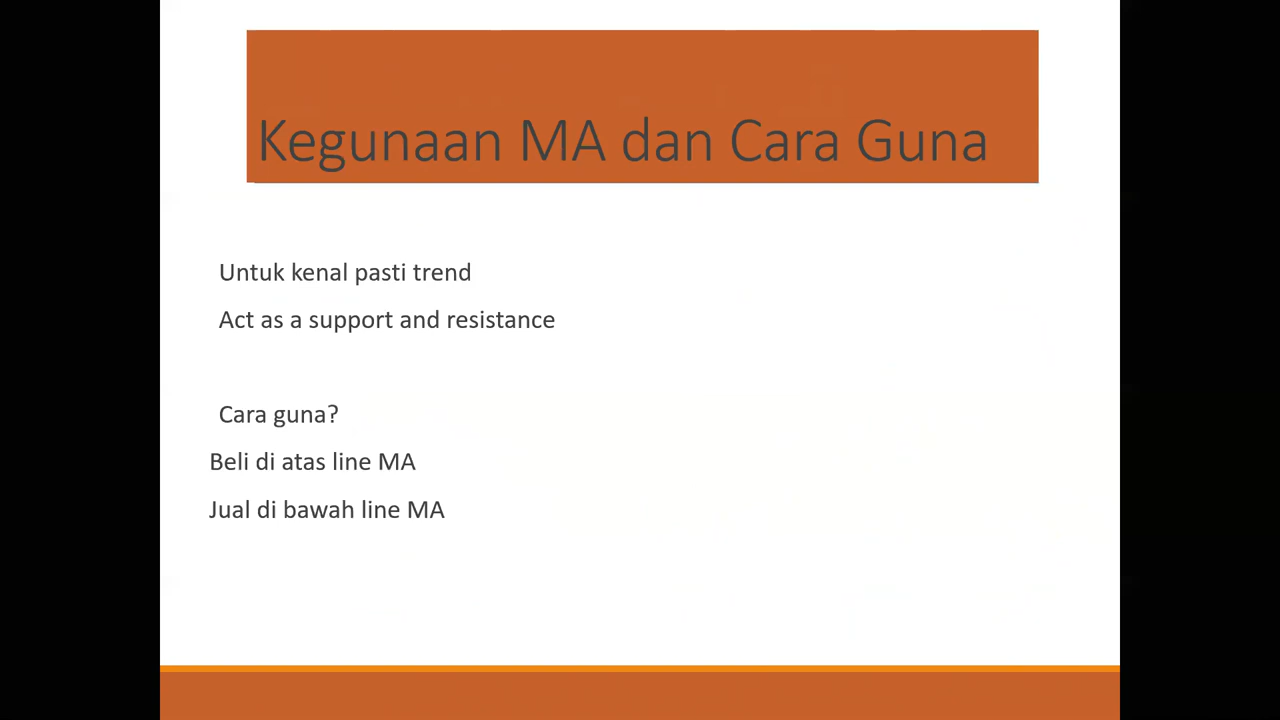 Kegunaan MA dan Cara Guna
Untuk kenal pasti trend
Act as a support and resistance
Cara guna?
Beli di atas line MA
Jual di bawah line MA